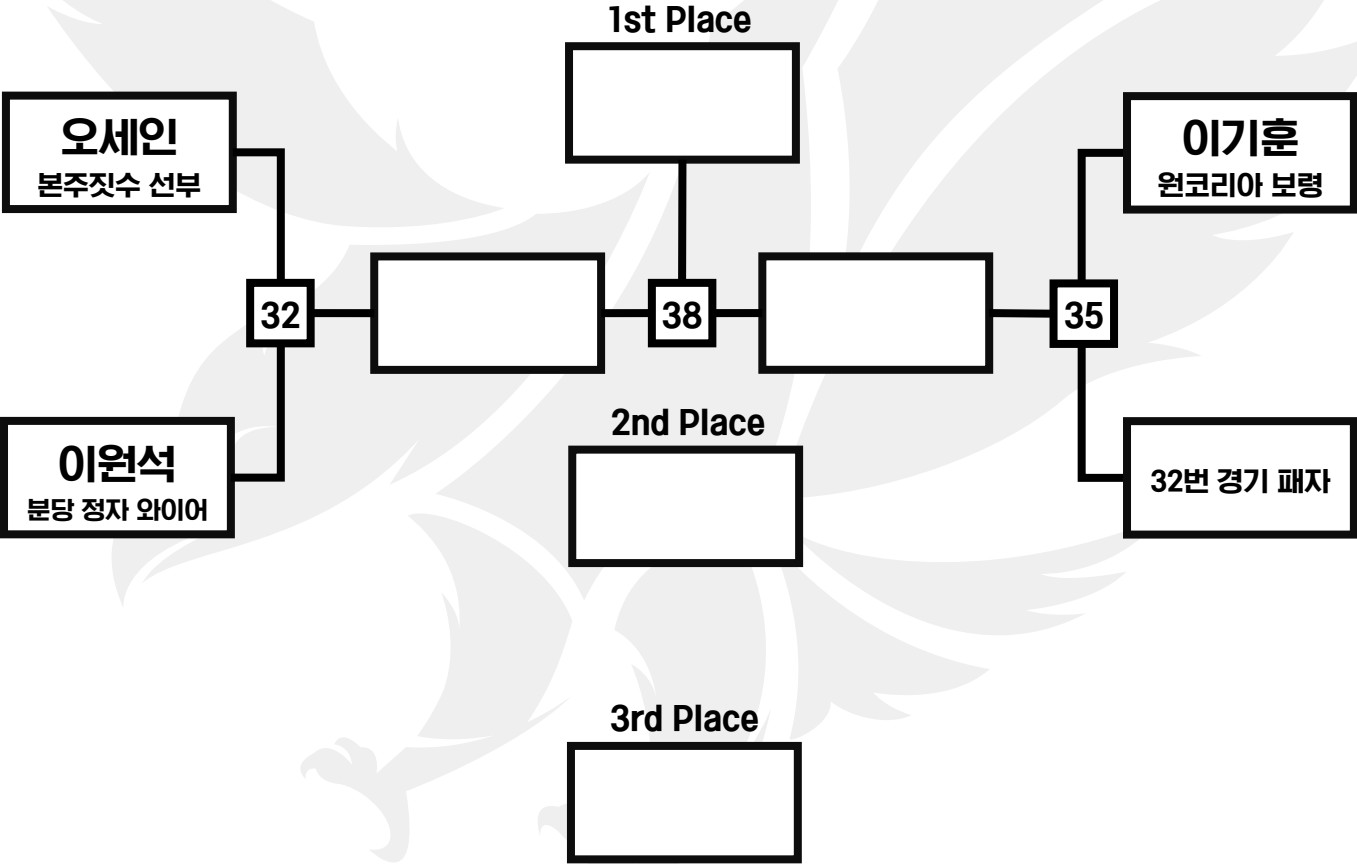 1st Place
오세인
본주짓수 선부
이기훈
원코리아 보령
32
38
35
2nd Place
이원석
분당 정자 와이어
32번 경기 패자
3rd Place